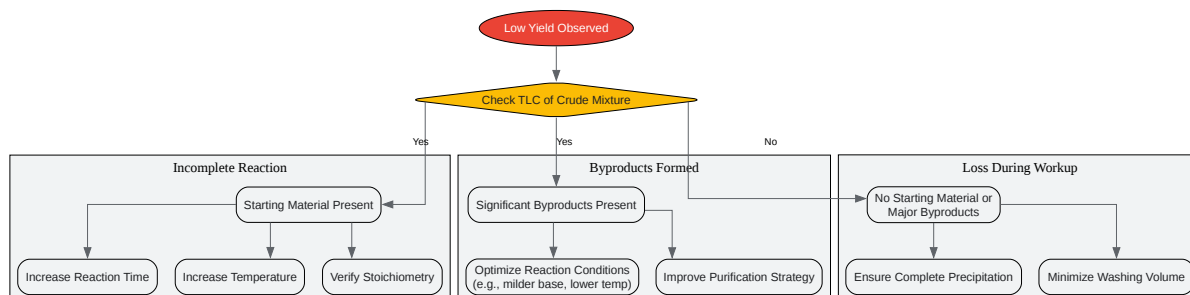 Low Yield Observed
Check TLC of Crude Mixture
Yes
Yes
No
Incomplete Reaction
Byproducts Formed
Loss During Workup
Starting Material Present
Significant Byproducts Present
No Starting Material or
Major Byproducts
Increase Reaction Time
Increase Temperature
Verify Stoichiometry
Optimize Reaction Conditions
(e.g., milder base, lower temp)
Improve Purification Strategy
Ensure Complete Precipitation
Minimize Washing Volume